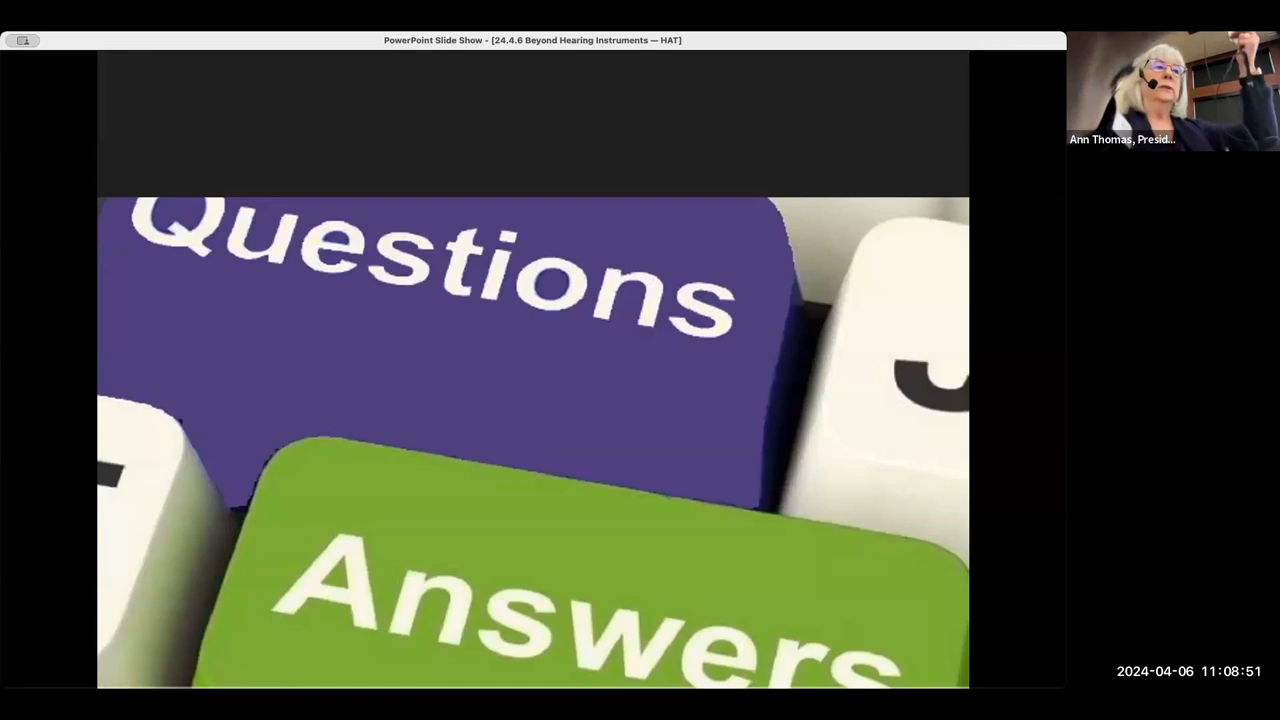 PowerPoint Slide Show - [24.4.6 Beyond Hearing Instruments — HAT]
Ann Thomas, Presid...
Questions
J
Answers
2024-04-06 11:08:51